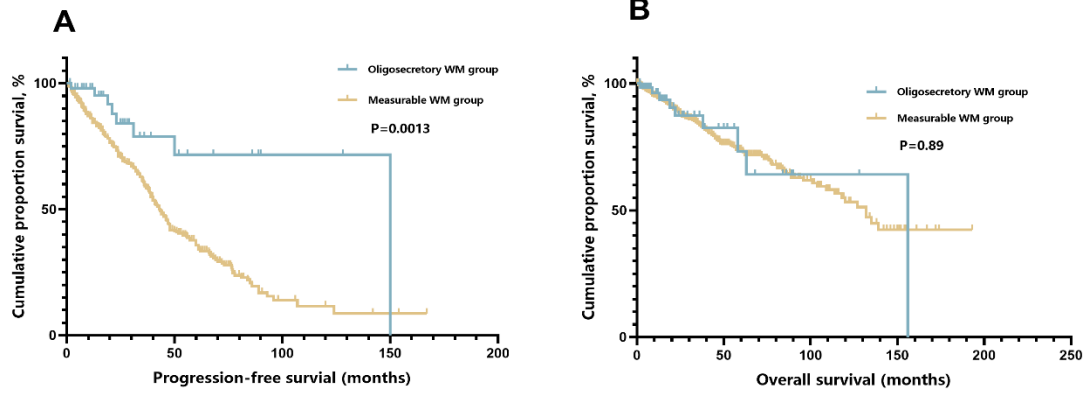 A
Oligosecretory WM group
Measurable WM group
P=0.0013
Cumulative proportion survial, %
100
50
0
0 50 100 150 200
Progression-free survial (months)
B
Oligosecretory WM group
Measurable WM group
P=0.89
Cumulative proportion survial, %
100
50
0
0 50 100 150 200 250
Overall survival (months)